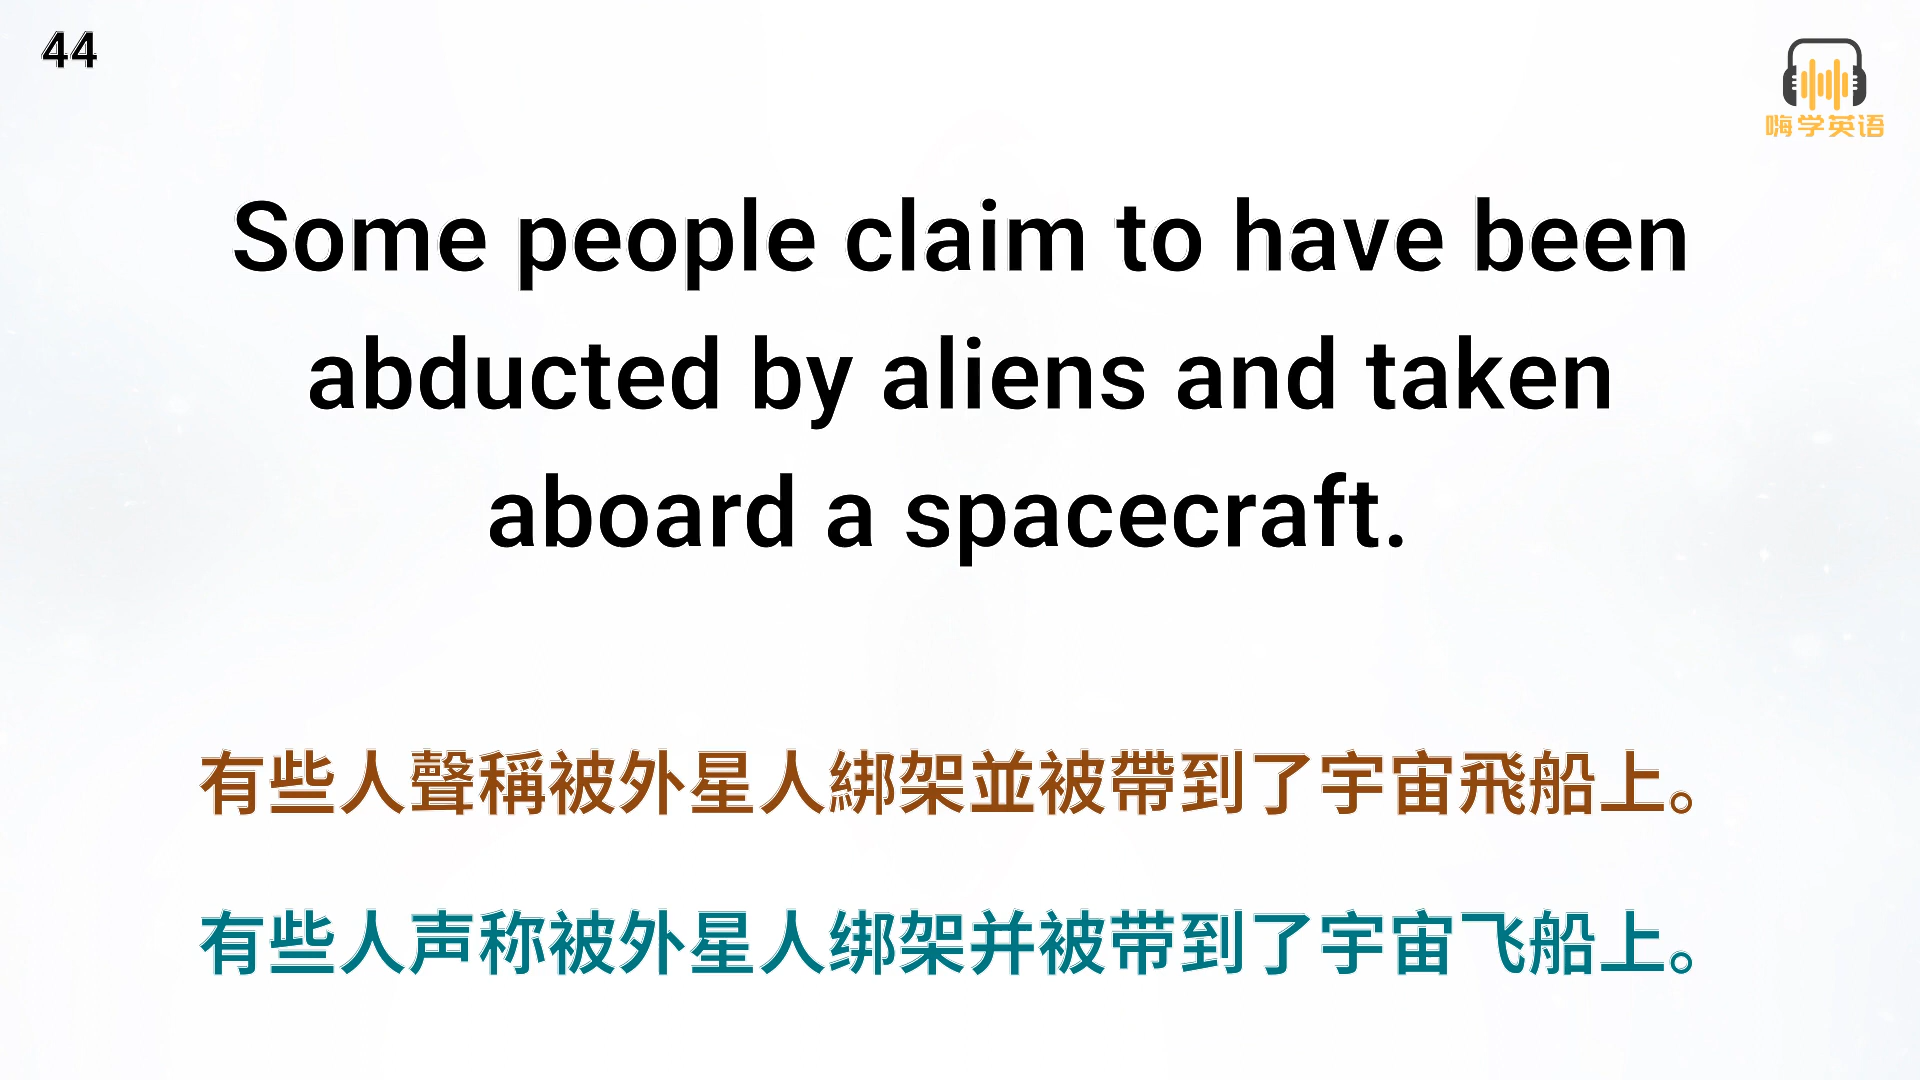 44
嗨学英语
Some people claim to have been
abducted by aliens and taken
aboard a spacecraft.
有些人聲稱被外星人綁架並被帶到了宇宙飛船上。
有些人声称被外星人绑架并被带到了宇宙飞船上。